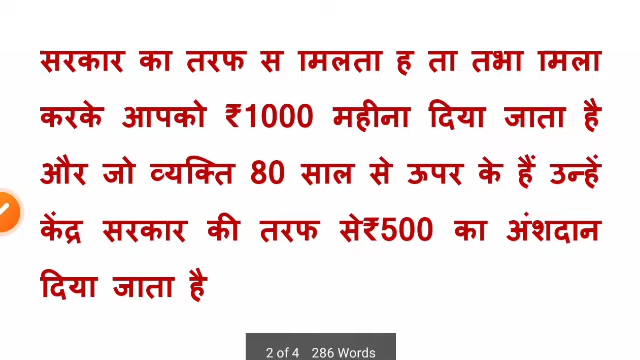 सरकार का तरफ स मिलता ह ता तभा मिला
करके आपको ₹1000 महीना दिया जाता है
और जो व्यक्ति 80 साल से ऊपर के हैं उन्हें
केंद्र सरकार की तरफ से₹500 का अंशदान
दिया जाता है
2 of 4 286 Words